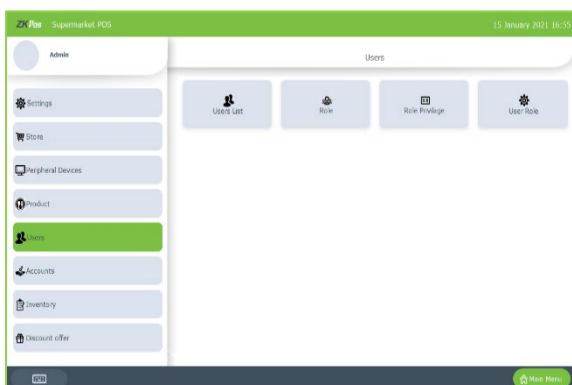 ZKPos Supermarket POS 15 January 2021 16:55
Admin
Users
Settings
Store
Peripheral Devices
Product
Users
Accounts
Inventory
Discount offer
Users List
Role
Role Privilege
User Role
Main Menu